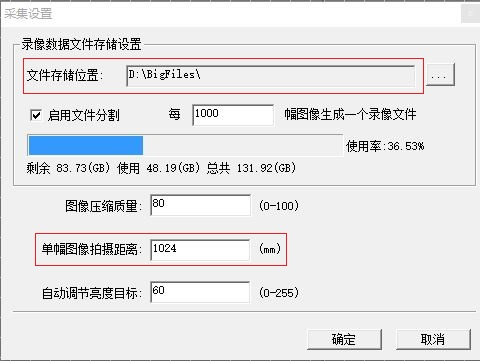 采集设置
录像数据文件存储设置
文件存储位置: D:\BigFiles\ ...
启用文件分割 每 1000 幅图像生成一个录像文件
使用率:36.53%
剩余 83.73(GB) 使用 48.19(GB) 总共 131.92(GB)
图像压缩质量: 80 (0-100)
单幅图像拍摄距离: 1024 (mm)
自动调节亮度目标: 60 (0-255)
确定 取消